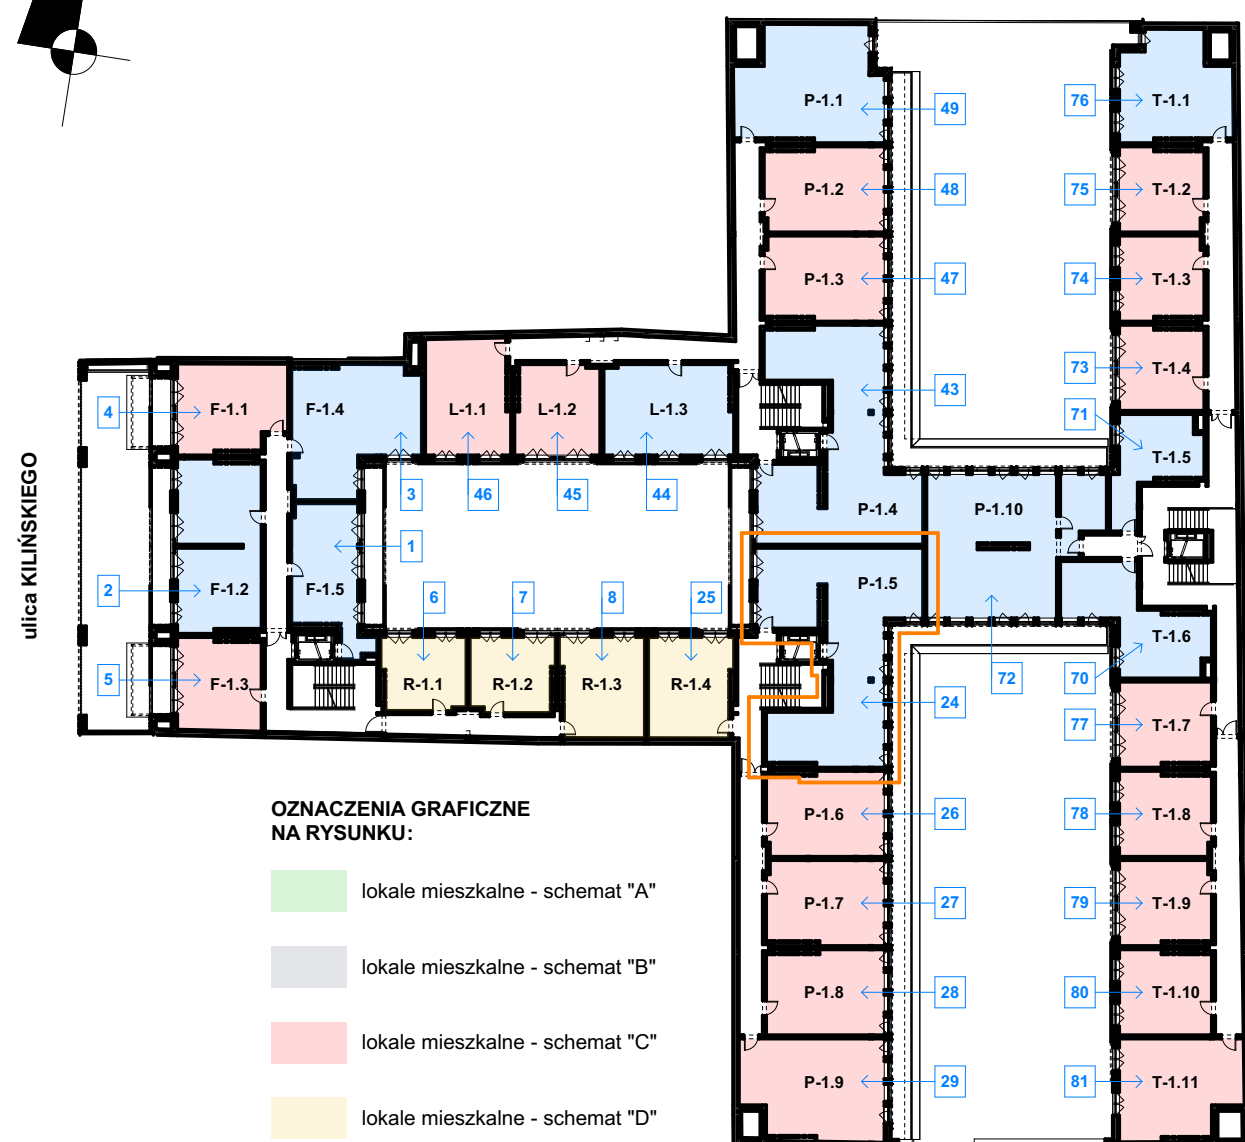 P-1.1
49
76
T-1.1
P-1.2
48
75
T-1.2
P-1.3
47
74
T-1.3
43
73
T-1.4
71
T-1.5
4
F-1.1
F-1.4
L-1.1
L-1.2
L-1.3
3
46
45
44
P-1.4
P-1.10
ulica KILIŃSKIEGO
1
2
F-1.2
F-1.5
6
7
8
25
P-1.5
5
F-1.3
R-1.1
R-1.2
R-1.3
R-1.4
24
72
70
T-1.6
77
T-1.7
P-1.6
26
78
T-1.8
P-1.7
27
79
T-1.9
P-1.8
28
80
T-1.10
P-1.9
29
81
T-1.11
OZNACZENIA GRAFICZNE
NA RYSUNKU:
lokale mieszkalne - schemat "A"
lokale mieszkalne - schemat "B"
lokale mieszkalne - schemat "C"
lokale mieszkalne - schemat "D"